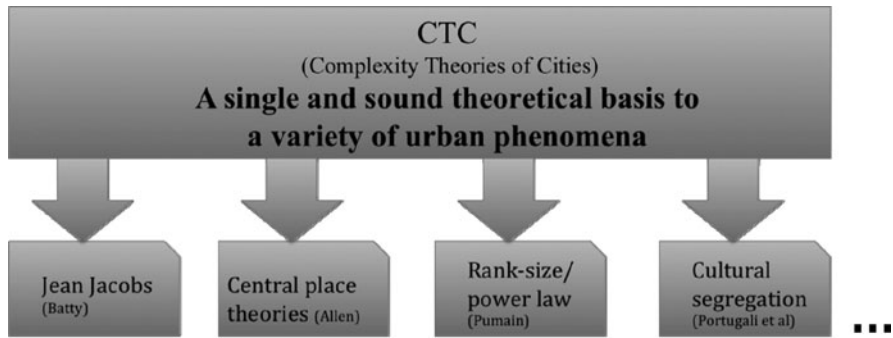 CTC
(Complexity Theories of Cities)
A single and sound theoretical basis to
a variety of urban phenomena
Jean Jacobs
(Batty)
Central place
theories (Allen)
Rank-size/
power law
(Pumain)
Cultural
segregation
(Portugali et al)
...